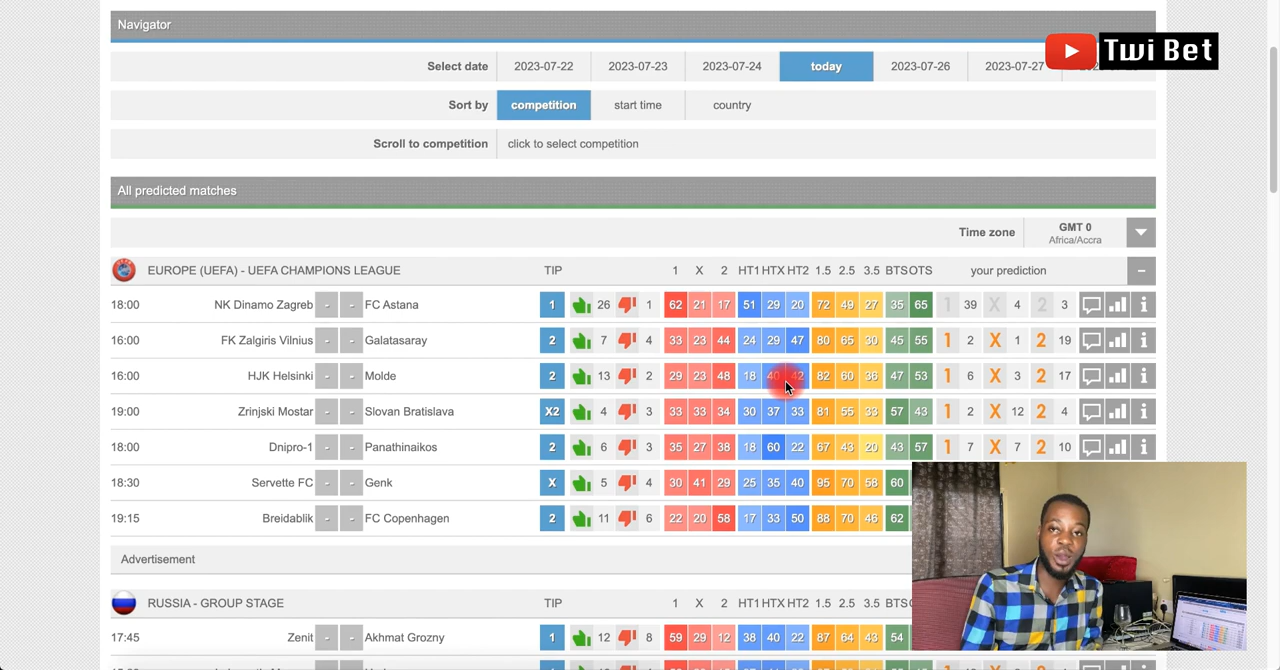 Navigator
Twi Bet
Select date 2023-07-22 2023-07-23 2023-07-24 today 2023-07-26 2023-07-27
Sort by competition start time country
Scroll to competition click to select competition
All predicted matches
Time zone GMT 0
Africa/Accra
EUROPE (UEFA) - UEFA CHAMPIONS LEAGUE TIP 1 X 2 HT1 HTX HT2 1.5 2.5 3.5 BTS OTS your prediction –
18:00 NK Dinamo Zagreb - - FC Astana 1 26 1 62 21 17 51 29 20 72 49 27 35 65 1 39 X 4 2 3
16:00 FK Zalgiris Vilnius - - Galatasaray 2 7 4 33 23 44 24 29 47 80 65 30 45 55 1 2 X 1 2 19
16:00 HJK Helsinki - - Molde 2 13 2 29 23 48 18 40 42 82 60 36 47 53 1 6 X 3 2 17
19:00 Zrinjski Mostar - - Slovan Bratislava X2 4 3 33 33 34 30 37 33 81 55 33 57 43 1 2 X 12 2 4
18:00 Dnipro-1 - - Panathinaikos 2 6 3 35 27 38 18 60 22 67 43 20 43 57 1 7 X 7 2 10
18:30 Servette FC - - Genk X 5 4 30 41 29 25 35 40 95 70 58 60
19:15 Breidablik - - FC Copenhagen 2 11 6 22 20 58 17 33 50 88 70 46 62
Advertisement
RUSSIA - GROUP STAGE TIP 1 X 2 HT1 HTX HT2 1.5 2.5 3.5
17:45 Zenit - - Akhmat Grozny 1 12 8 59 29 12 38 40 22 87 64 43 54